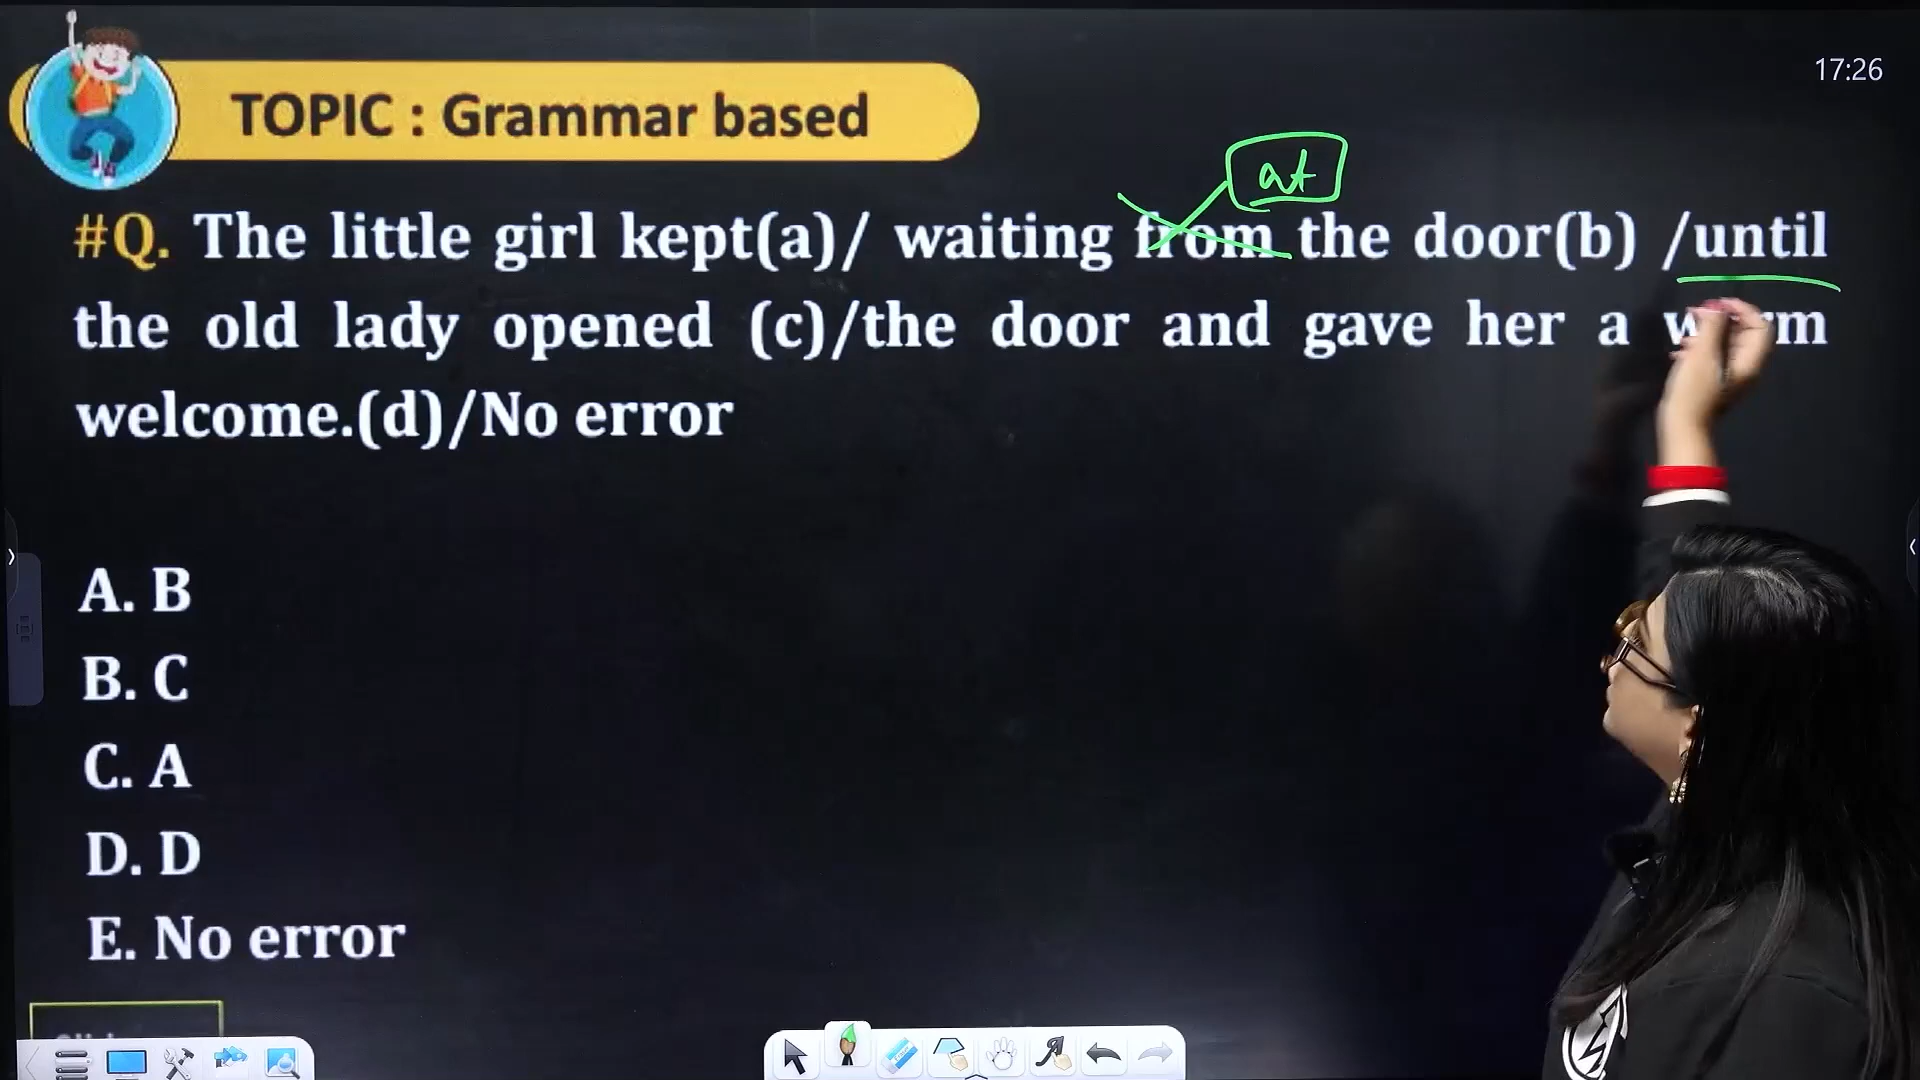 17:26
TOPIC : Grammar based
at
#Q. The little girl kept(a)/ waiting from the door(b) /until
the old lady opened (c)/the door and gave her a warm
welcome.(d)/No error
A. B
B. C
C. A
D. D
E. No error